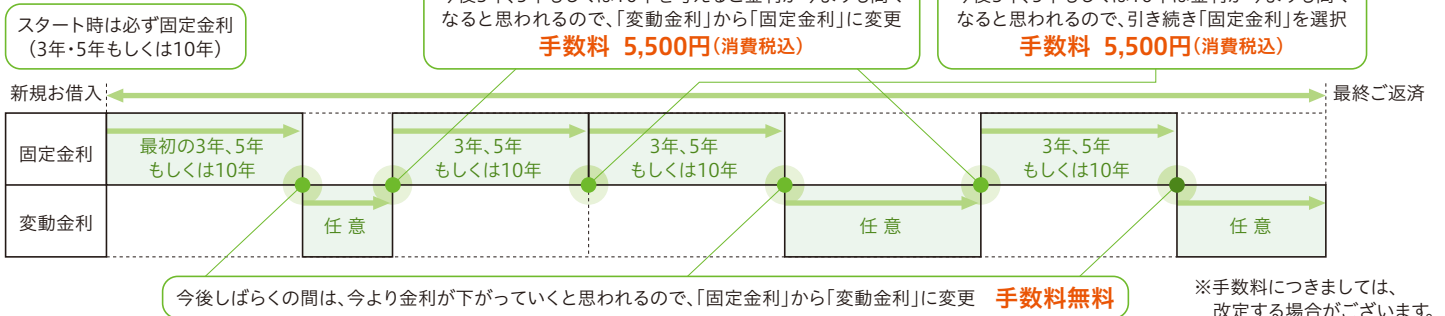 スタート時は必ず固定金利
（3年・5年もしくは10年）
なると思われるので、「変動金利」から「固定金利」に変更
手数料 5,500円(消費税込)
なると思われるので、引き続き「固定金利」を選択
手数料 5,500円(消費税込)
新規お借入
最終ご返済
固定金利
最初の3年、5年
もしくは10年
3年、5年
もしくは10年
3年、5年
もしくは10年
3年、5年
もしくは10年
変動金利
任 意
任 意
任 意
今後しばらくの間は、今より金利が下がっていくと思われるので、「固定金利」から「変動金利」に変更 手数料無料
※手数料につきましては、
改定する場合がございます。